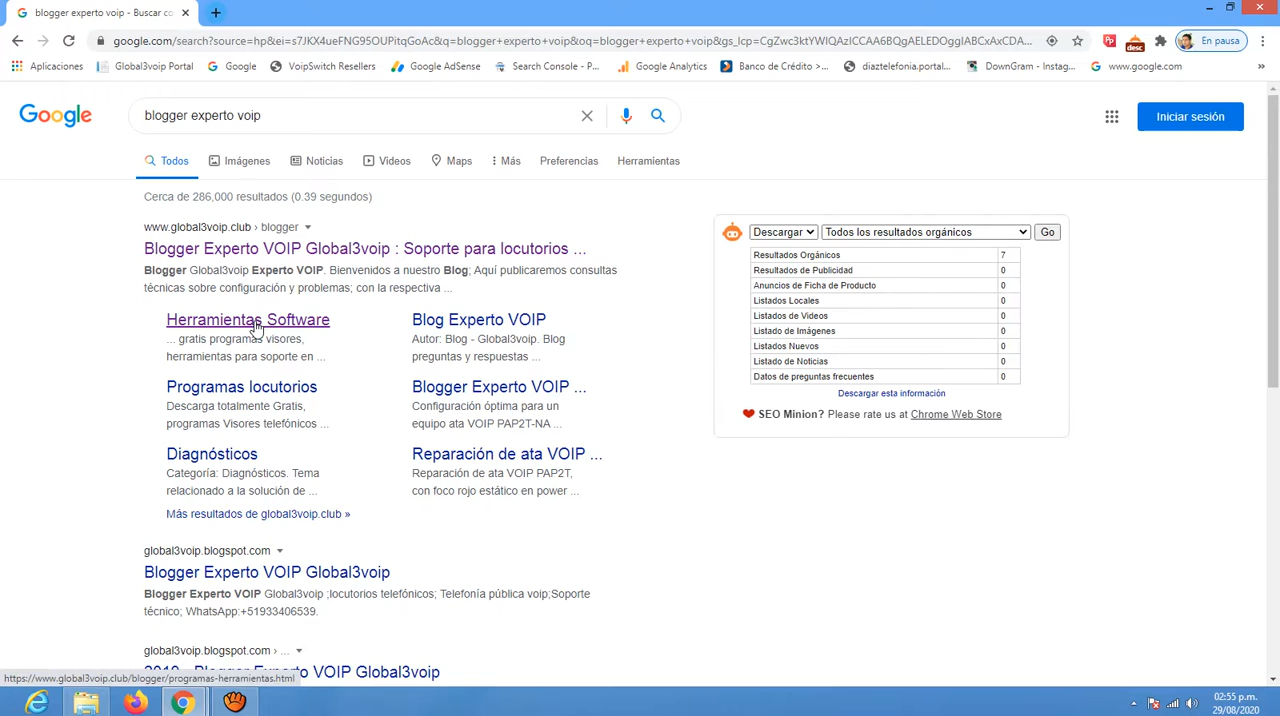 blogger experto voip - Buscar co
google.com/search?source=hp&ei=s7JKX4ueFNG95OUPitqGoAc&q=blogger+experto+voip&oq=blogger+experto+voip&gs_lcp=
En pausa
Aplicaciones
Global3voip Portal
Google
VoipSwitch Resellers
Google AdSense
Search Console - P...
Google Analytics
Banco de Crédito >...
diaztelefonia.portal...
DownGram - Instag...
www.google.com
»
Google
blogger experto voip
Iniciar sesión
Todos
Imágenes
Noticias
Videos
Maps
Más
Preferencias
Herramientas
Cerca de 286,000 resultados (0.39 segundos)
www.global3voip.club › blogger
Blogger Experto VOIP Global3voip : Soporte para locutorios ...
Blogger Global3voip Experto VOIP. Bienvenidos a nuestro Blog; Aquí publicaremos consultas
técnicas sobre configuración y problemas; con la respectiva ...
Herramientas Software
... gratis programas visores,
herramientas para soporte en ...
Blog Experto VOIP
Autor: Blog - Global3voip. Blog
preguntas y respuestas ...
Programas locutorios
Descarga totalmente Gratis,
programas Visores telefónicos ...
Blogger Experto VOIP ...
Configuración óptima para un
equipo ata VOIP PAP2T-NA ...
Diagnósticos
Categoría: Diagnósticos. Tema
relacionado a la solución de ...
Reparación de ata VOIP ...
Reparación de ata VOIP PAP2T,
con foco rojo estático en power ...
Más resultados de global3voip.club »
global3voip.blogspot.com
Blogger Experto VOIP Global3voip
Blogger Experto VOIP Global3voip ;locutorios telefónicos; Telefonía pública voip;Soporte
técnico; WhatsApp:+51933406539.
global3voip.blogspot.com › ...
2019 - Blogger Experto VOIP Global3voip
Descargar
Todos los resultados orgánicos
Go
Resultados Orgánicos 7
Resultados de Publicidad 0
Anuncios de Ficha de Producto 0
Listados Locales 0
Listados de Videos 0
Listado de Imágenes 0
Listados Nuevos 0
Listado de Noticias 0
Datos de preguntas frecuentes 0
Descargar esta información
SEO Minion? Please rate us at Chrome Web Store
https://www.global3voip.club/blogger/programas-herramientas.html
02:55 p.m.
29/08/2020